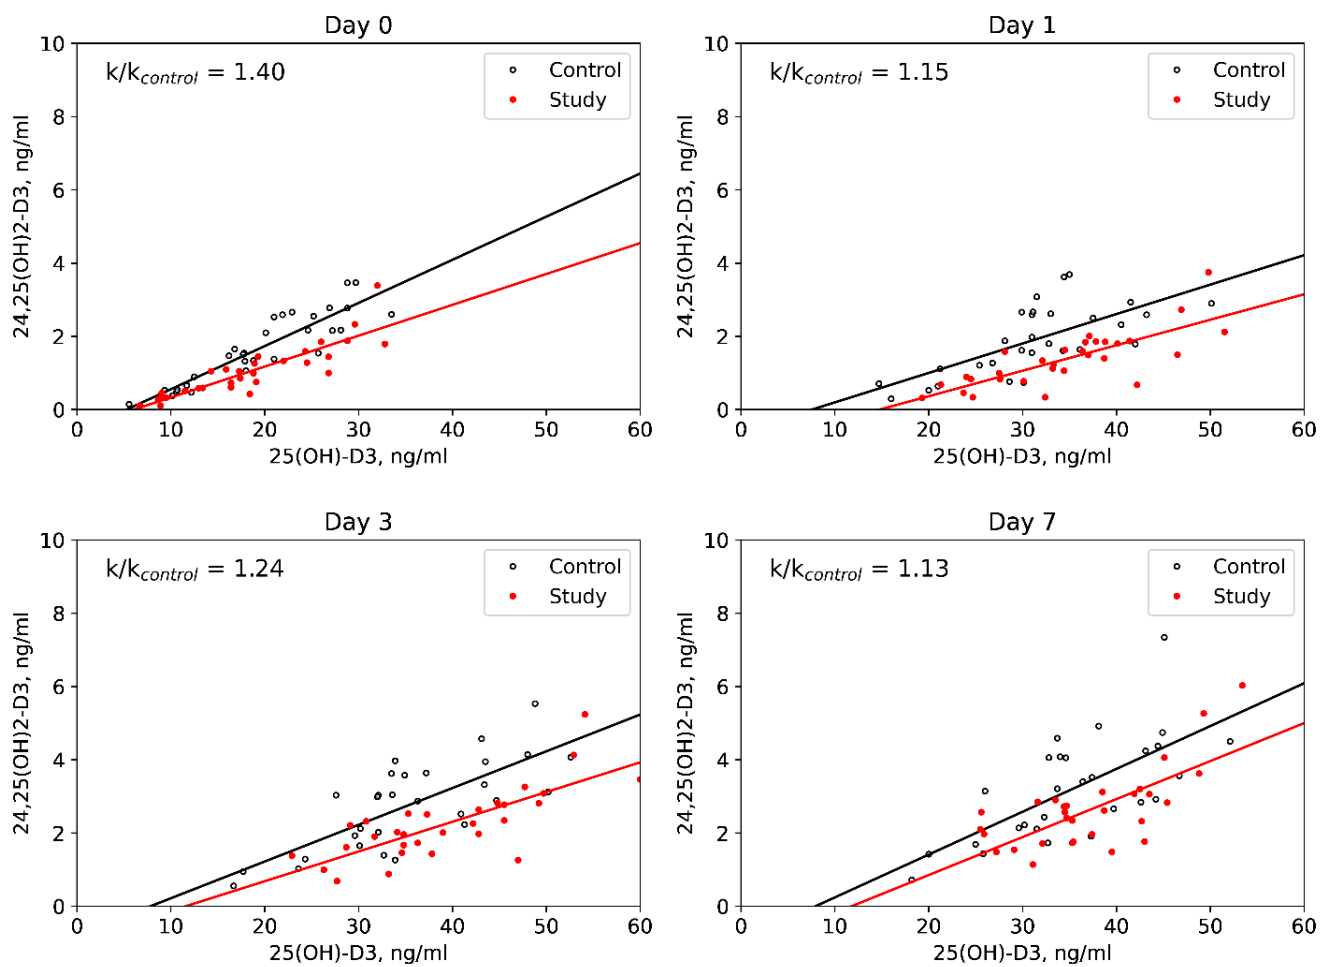 Day 0
k/kcontrol = 1.40
Control
Study
10
8
6
4
2
0
24,25(OH)2-D3, ng/ml
0 10 20 30 40 50 60
25(OH)-D3, ng/ml
Day 1
k/kcontrol = 1.15
Control
Study
10
8
6
4
2
0
24,25(OH)2-D3, ng/ml
0 10 20 30 40 50 60
25(OH)-D3, ng/ml
Day 3
k/kcontrol = 1.24
Control
Study
10
8
6
4
2
0
24,25(OH)2-D3, ng/ml
0 10 20 30 40 50 60
25(OH)-D3, ng/ml
Day 7
k/kcontrol = 1.13
Control
Study
10
8
6
4
2
0
24,25(OH)2-D3, ng/ml
0 10 20 30 40 50 60
25(OH)-D3, ng/ml